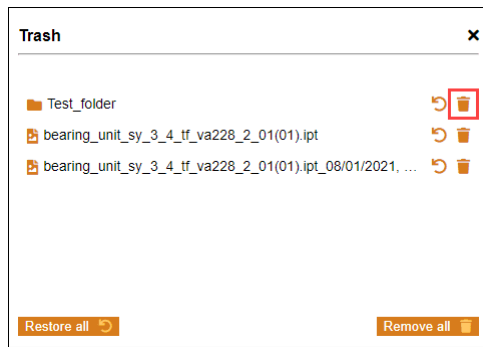 Trash
Test_folder
bearing_unit_sy_3_4_tf_va228_2_01(01).ipt
bearing_unit_sy_3_4_tf_va228_2_01(01).ipt_08/01/2021, ...
Restore all
Remove all